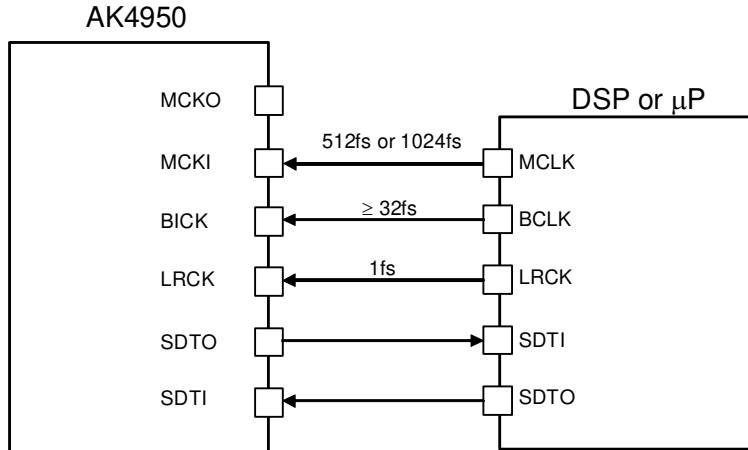 AK4950
DSP or μP
MCKO
MCKI
512fs or 1024fs
MCLK
BICK
≥ 32fs
BCLK
LRCK
1fs
LRCK
SDTO
SDTI
SDTI
SDTO